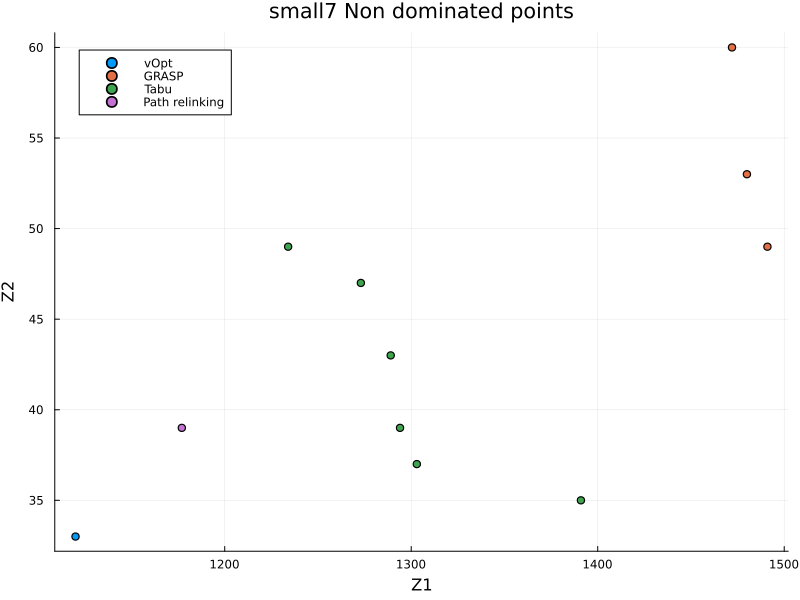 small7 Non dominated points
60
55
50
45
40
35
Z2
vOpt
GRASP
Tabu
Path relinking
1200
1300
1400
1500
Z1